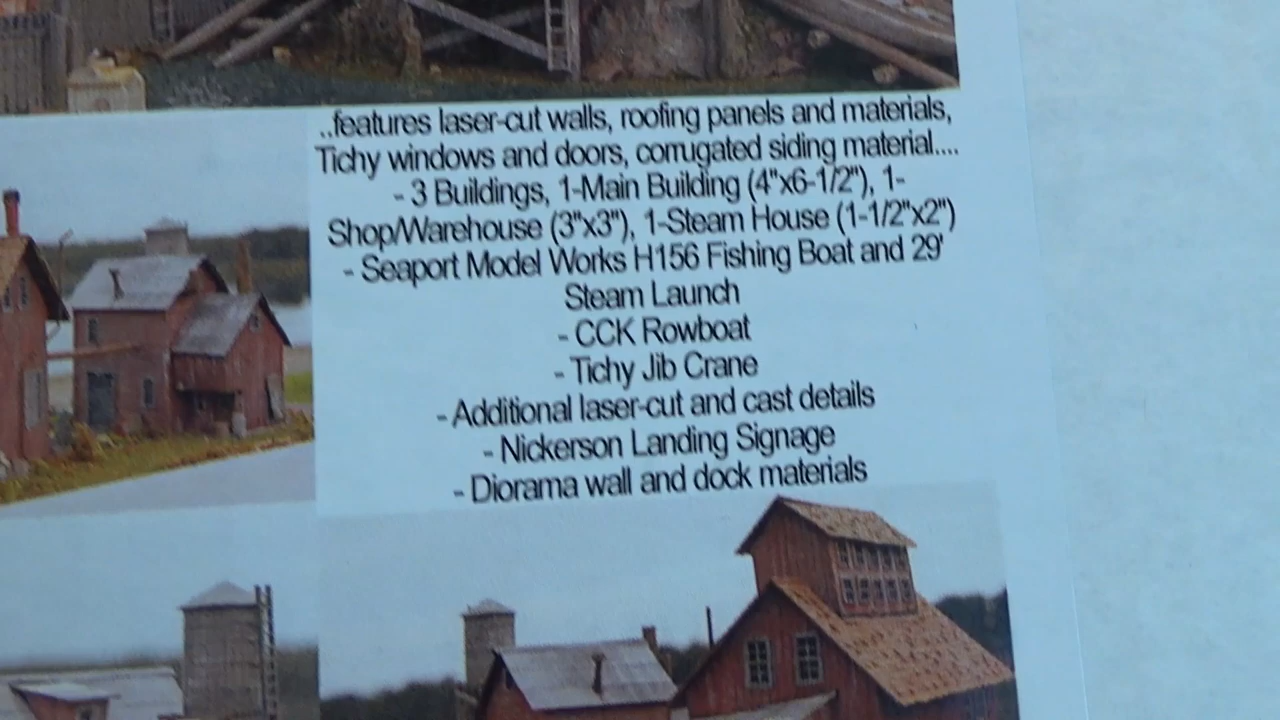 ..features laser-cut walls, roofing panels and materials,
Tichy windows and doors, corrugated siding material....
- 3 Buildings, 1-Main Building (4"x6-1/2"), 1-
Shop/Warehouse (3"x3"), 1-Steam House (1-1/2"x2")
- Seaport Model Works H156 Fishing Boat and 29'
Steam Launch
- CCK Rowboat
- Tichy Jib Crane
- Additional laser-cut and cast details
- Nickerson Landing Signage
- Diorama wall and dock materials